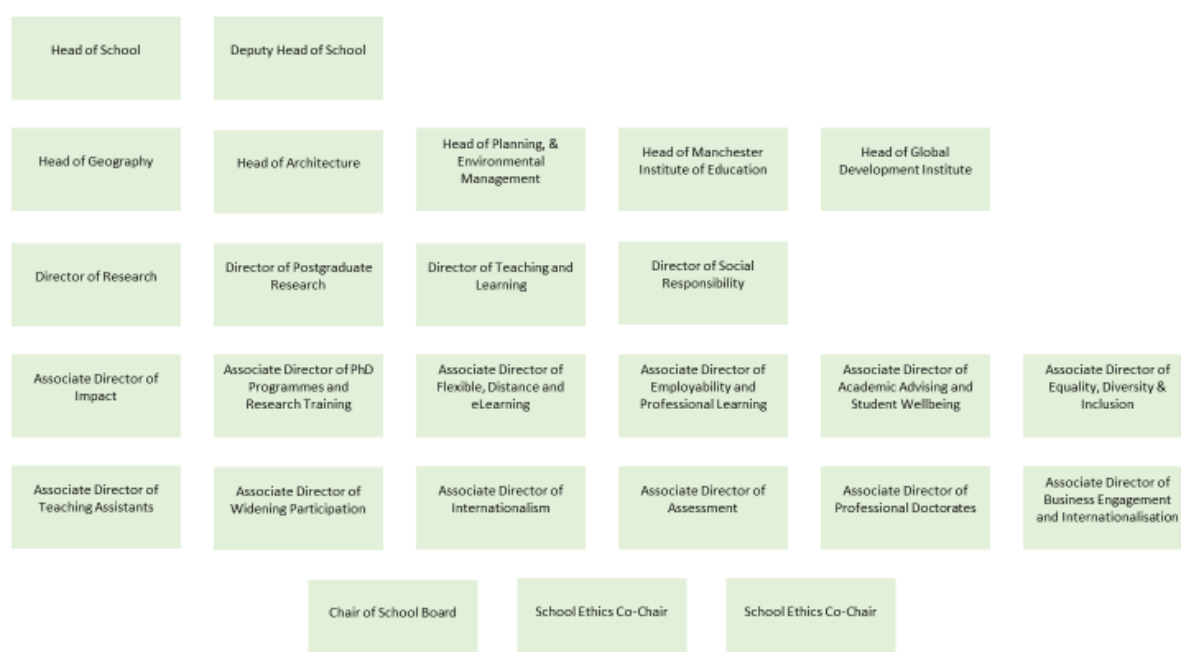 Head of School
Deputy Head of School
Head of Geography
Head of Architecture
Head of Planning, &
Environmental
Management
Head of Manchester
Institute of Education
Head of Global
Development Institute
Director of Research
Director of Postgraduate
Research
Director of Teaching and
Learning
Director of Social
Responsibility
Associate Director of
Impact
Associate Director of PhD
Programmes and
Research Training
Associate Director of
Flexible, Distance and
eLearning
Associate Director of
Employability and
Professional Learning
Associate Director of
Academic Advising and
Student Wellbeing
Associate Director of
Equality, Diversity &
Inclusion
Associate Director of
Teaching Assistants
Associate Director of
Widening Participation
Associate Director of
Internationalism
Associate Director of
Assessment
Associate Director of
Professional Doctorates
Associate Director of
Business Engagement
and Internationalisation
Chair of School Board
School Ethics Co-Chair
School Ethics Co-Chair